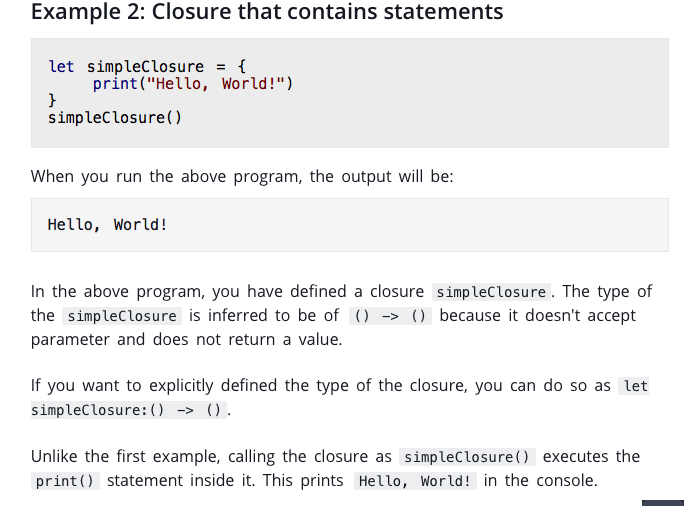 Example 2: Closure that contains statements
let simpleClosure = {
print("Hello, World!")
}
simpleClosure()
When you run the above program, the output will be:
Hello, World!
In the above program, you have defined a closure simpleClosure. The type of
the simpleClosure is inferred to be of () -> () because it doesn't accept
parameter and does not return a value.
If you want to explicitly defined the type of the closure, you can do so as let
simpleClosure:() -> ().
Unlike the first example, calling the closure as simpleClosure() executes the
print() statement inside it. This prints Hello, World! in the console.